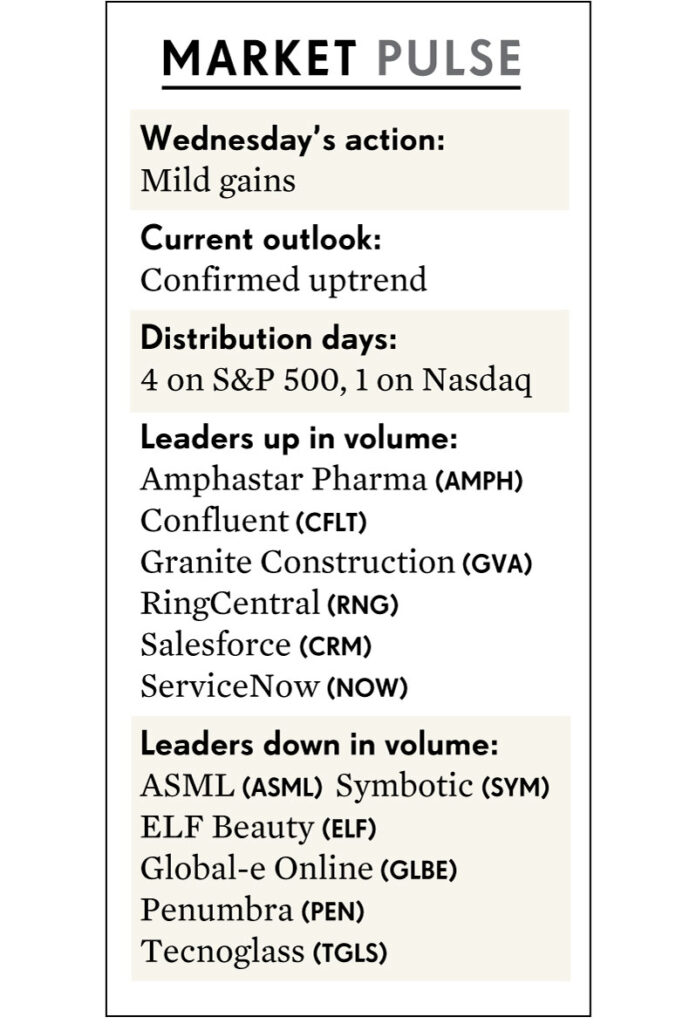 MARKET PULSE
Wednesday’s action:
Mild gains
Current outlook:
Confirmed uptrend
Distribution days:
4 on S&P 500, 1 on Nasdaq
Leaders up in volume:
Amphastar Pharma (AMPH)
Confluent (CFLT)
Granite Construction (GVA)
RingCentral (RNG)
Salesforce (CRM)
ServiceNow (NOW)
Leaders down in volume:
ASML (ASML) Symbotic (SYM)
ELF Beauty (ELF)
Global-e Online (GLBE)
Penumbra (PEN)
Tecnoglass (TGLS)